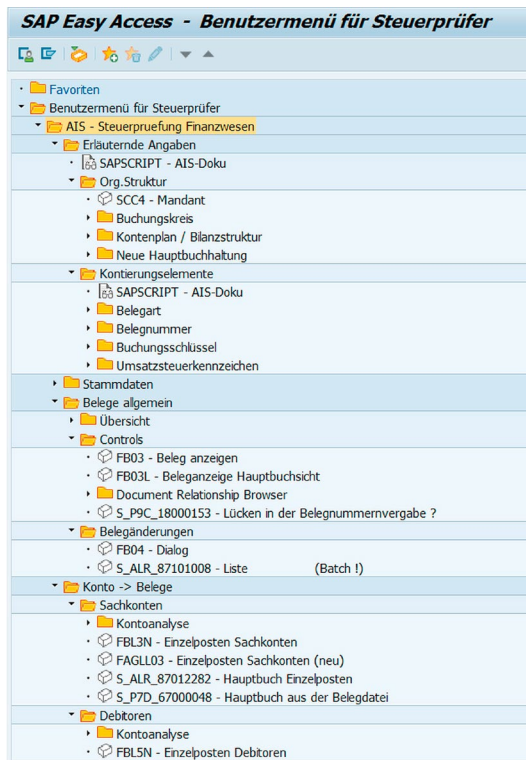 SAP Easy Access - Benutzermenü für Steuerprüfer
Favoriten
Benutzermenü für Steuerprüfer
AIS - Steuerpruefung Finanzwesen
Erläuternde Angaben
SAPSCRIPT - AIS-Doku
Org.Struktur
SCC4 - Mandant
Buchungskreis
Kontenplan / Bilanzstruktur
Neue Hauptbuchhaltung
Kontierungselemente
SAPSCRIPT - AIS-Doku
Belegart
Belegnummer
Buchungsschlüssel
Umsatzsteuerkennzeichen
Stammdaten
Belege allgemein
Übersicht
Controls
FB03 - Beleg anzeigen
FB03L - Beleganzeige Hauptbuchsicht
Document Relationship Browser
S_P9C_18000153 - Lücken in der Belegnummernvergabe ?
Belegänderungen
FB04 - Dialog
S_ALR_87101008 - Liste (Batch !)
Konto -> Belege
Sachkonten
Kontoanalyse
FBL3N - Einzelposten Sachkonten
FAGLL03 - Einzelposten Sachkonten (neu)
S_ALR_87012282 - Hauptbuch Einzelposten
S_P7D_67000048 - Hauptbuch aus der Belegdatei
Debitoren
Kontoanalyse
FBL5N - Einzelposten Debitoren